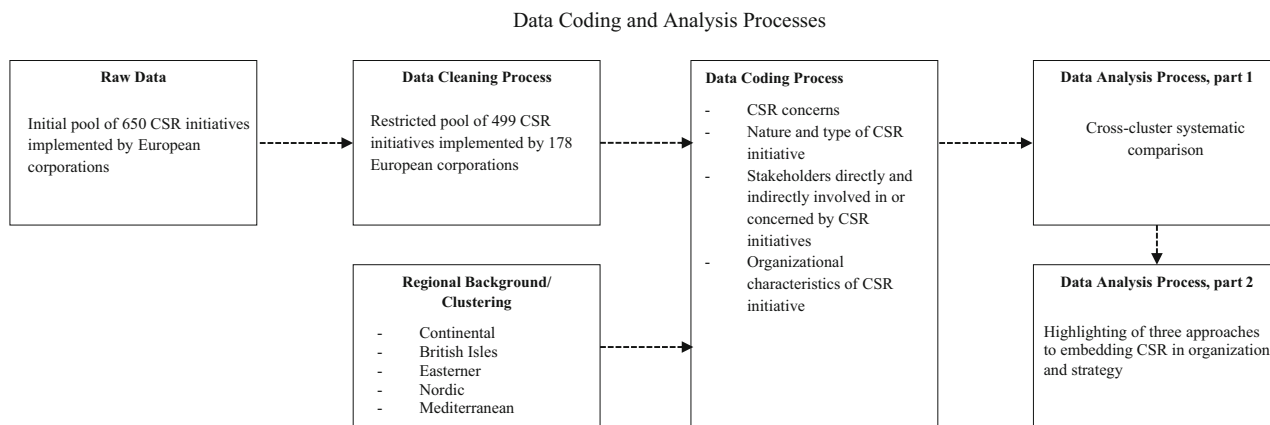 Data Coding and Analysis Processes
Raw Data
Initial pool of 650 CSR initiatives
implemented by European
corporations
Data Cleaning Process
Restricted pool of 499 CSR
initiatives implemented by 178
European corporations
Regional Background/
Clustering
- Continental
- British Isles
- Easterner
- Nordic
- Mediterranean
Data Coding Process
- CSR concerns
- Nature and type of CSR
initiative
- Stakeholders directly and
indirectly involved in or
concerned by CSR
initiatives
- Organizational
characteristics of CSR
initiative
Data Analysis Process, part 1
Cross-cluster systematic
comparison
Data Analysis Process, part 2
Highlighting of three approaches
to embedding CSR in organization
and strategy